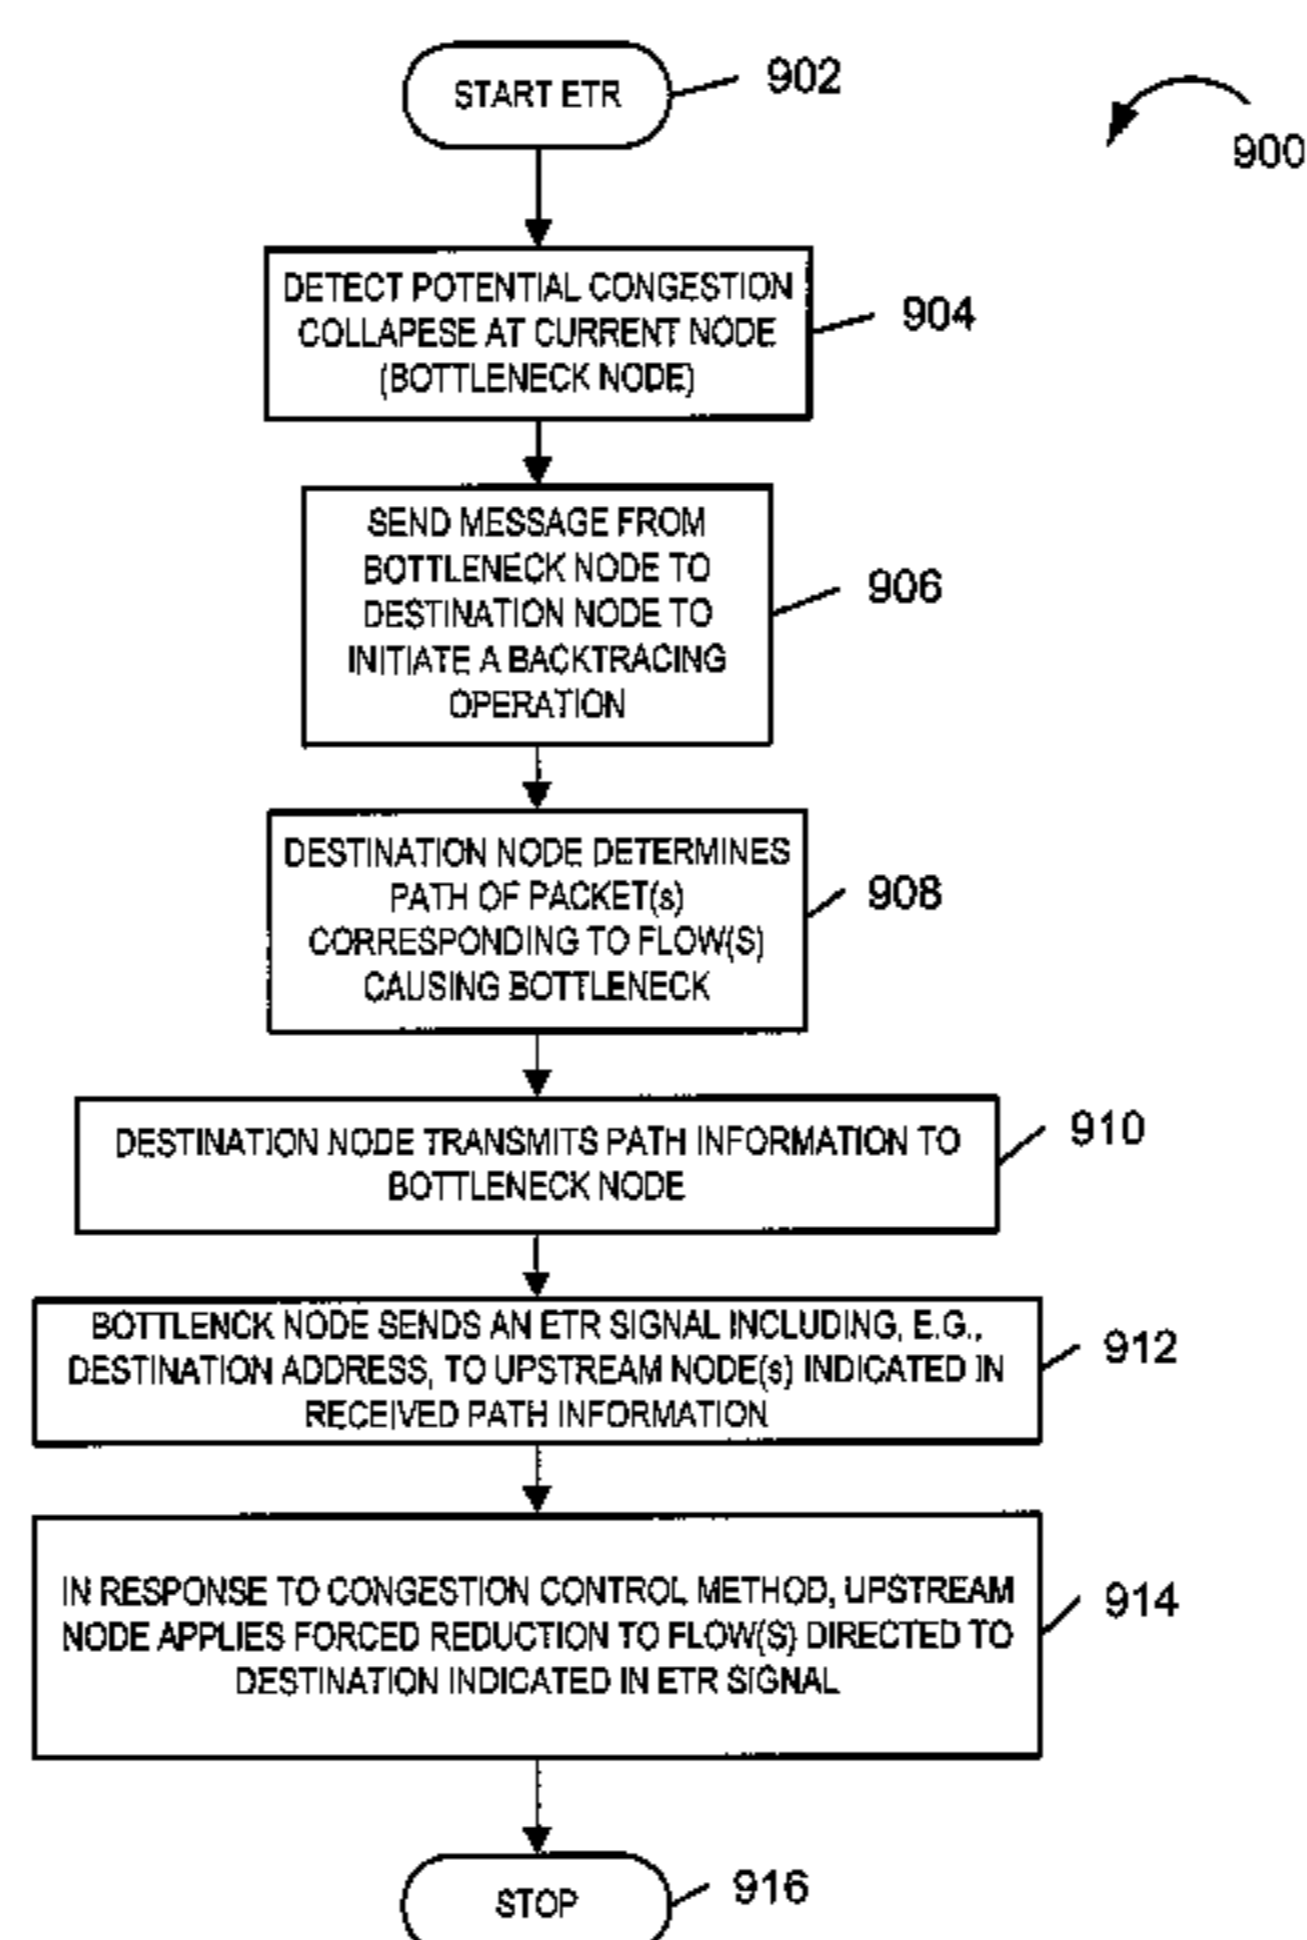 START ETR
902
900
DETECT POTENTIAL CONGESTION
COLLAPESE AT CURRENT NODE
(BOTTLENECK NODE)
904
SEND MESSAGE FROM
BOTTLENECK NODE TO
DESTINATION NODE TO
INITIATE A BACKTRACING
OPERATION
906
DESTINATION NODE DETERMINES
PATH OF PACKET(s)
CORRESPONDING TO FLOW(S)
CAUSING BOTTLENECK
908
DESTINATION NODE TRANSMITS PATH INFORMATION TO
BOTTLENECK NODE
910
BOTTLENCK NODE SENDS AN ETR SIGNAL INCLUDING, E.G.,
DESTINATION ADDRESS, TO UPSTREAM NODE(s) INDICATED IN
RECEIVED PATH INFORMATION
912
IN RESPONSE TO CONGESTION CONTROL METHOD, UPSTREAM
NODE APPLIES FORCED REDUCTION TO FLOW(S) DIRECTED TO
DESTINATION INDICATED IN ETR SIGNAL
914
STOP
916